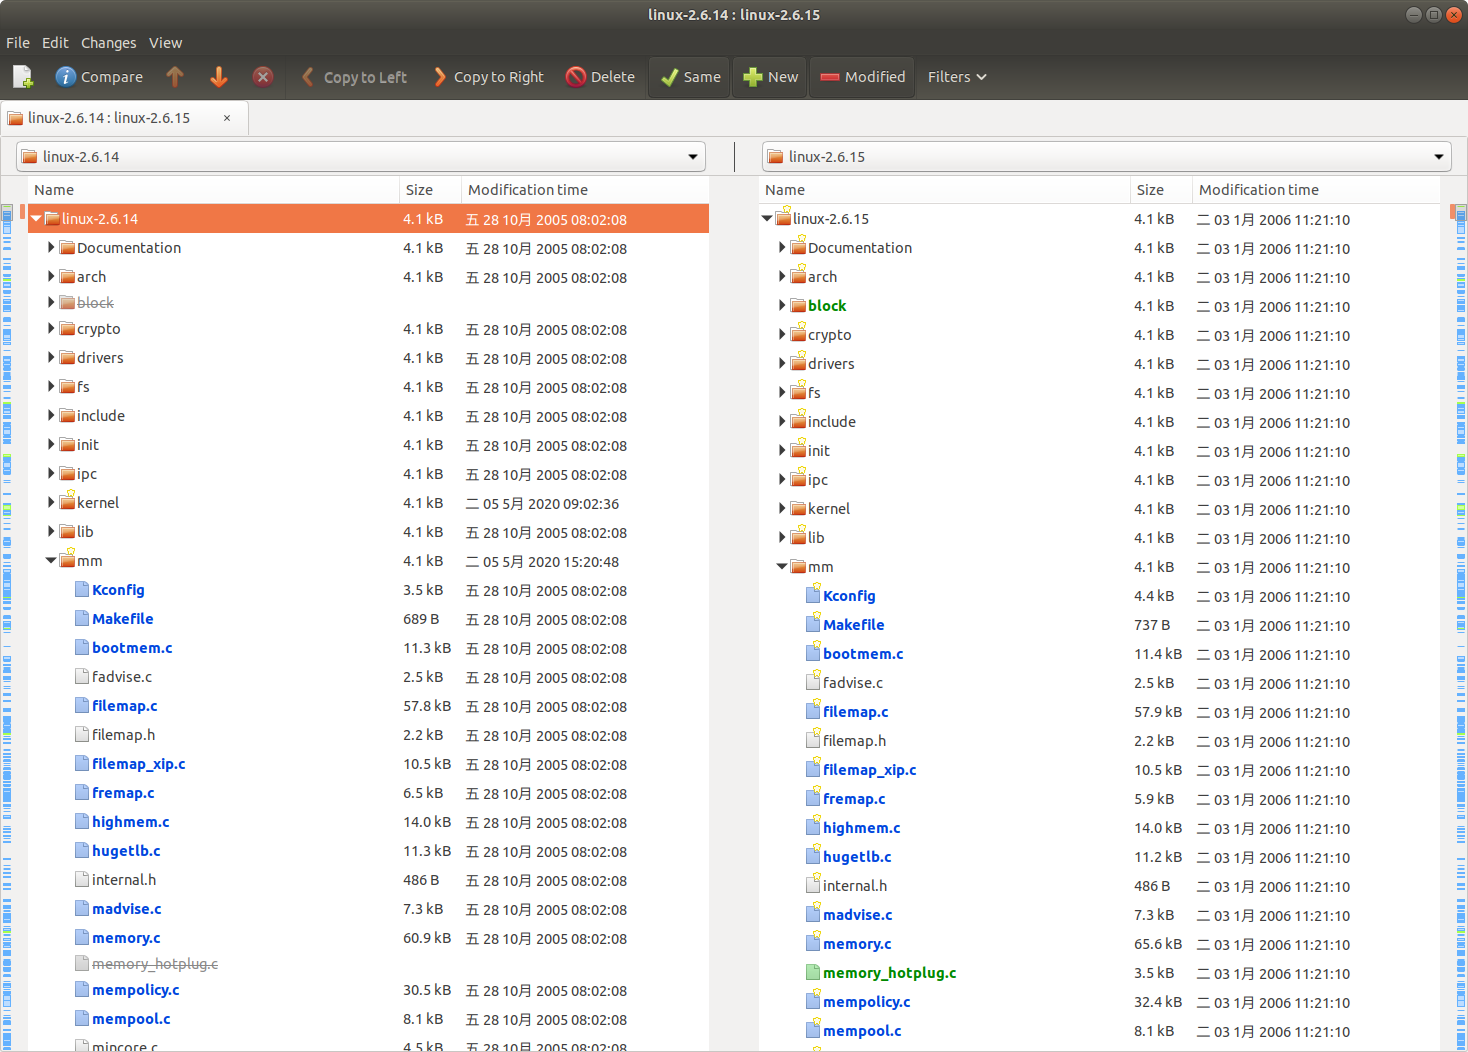 linux-2.6.14 : linux-2.6.15
File Edit Changes View
Compare Copy to Left Copy to Right Delete Same New Modified Filters
linux-2.6.14 : linux-2.6.15 ×
linux-2.6.14 linux-2.6.15
Name Size Modification time Name Size Modification time
linux-2.6.14 4.1 kB 五 28 10月 2005 08:02:08
Documentation 4.1 kB 五 28 10月 2005 08:02:08
arch 4.1 kB 五 28 10月 2005 08:02:08
block
crypto 4.1 kB 五 28 10月 2005 08:02:08
drivers 4.1 kB 五 28 10月 2005 08:02:08
fs 4.1 kB 五 28 10月 2005 08:02:08
include 4.1 kB 五 28 10月 2005 08:02:08
init 4.1 kB 五 28 10月 2005 08:02:08
ipc 4.1 kB 五 28 10月 2005 08:02:08
kernel 4.1 kB 二 05 5月 2020 09:02:36
lib 4.1 kB 五 28 10月 2005 08:02:08
mm 4.1 kB 二 05 5月 2020 15:20:48
Kconfig 3.5 kB 五 28 10月 2005 08:02:08
Makefile 689 B 五 28 10月 2005 08:02:08
bootmem.c 11.3 kB 五 28 10月 2005 08:02:08
fadvise.c 2.5 kB 五 28 10月 2005 08:02:08
filemap.c 57.8 kB 五 28 10月 2005 08:02:08
filemap.h 2.2 kB 五 28 10月 2005 08:02:08
filemap_xip.c 10.5 kB 五 28 10月 2005 08:02:08
fremap.c 6.5 kB 五 28 10月 2005 08:02:08
highmem.c 14.0 kB 五 28 10月 2005 08:02:08
hugetlb.c 11.3 kB 五 28 10月 2005 08:02:08
internal.h 486 B 五 28 10月 2005 08:02:08
madvise.c 7.3 kB 五 28 10月 2005 08:02:08
memory.c 60.9 kB 五 28 10月 2005 08:02:08
memory_hotplug.c
mempolicy.c 30.5 kB 五 28 10月 2005 08:02:08
mempool.c 8.1 kB 五 28 10月 2005 08:02:08
mincore.c 4.5 kB 五 28 10月 2005 08:02:08
linux-2.6.15 4.1 kB 二 03 1月 2006 11:21:10
Documentation 4.1 kB 二 03 1月 2006 11:21:10
arch 4.1 kB 二 03 1月 2006 11:21:10
block 4.1 kB 二 03 1月 2006 11:21:10
crypto 4.1 kB 二 03 1月 2006 11:21:10
drivers 4.1 kB 二 03 1月 2006 11:21:10
fs 4.1 kB 二 03 1月 2006 11:21:10
include 4.1 kB 二 03 1月 2006 11:21:10
init 4.1 kB 二 03 1月 2006 11:21:10
ipc 4.1 kB 二 03 1月 2006 11:21:10
kernel 4.1 kB 二 03 1月 2006 11:21:10
lib 4.1 kB 二 03 1月 2006 11:21:10
mm 4.1 kB 二 03 1月 2006 11:21:10
Kconfig 4.4 kB 二 03 1月 2006 11:21:10
Makefile 737 B 二 03 1月 2006 11:21:10
bootmem.c 11.4 kB 二 03 1月 2006 11:21:10
fadvise.c 2.5 kB 二 03 1月 2006 11:21:10
filemap.c 57.9 kB 二 03 1月 2006 11:21:10
filemap.h 2.2 kB 二 03 1月 2006 11:21:10
filemap_xip.c 10.5 kB 二 03 1月 2006 11:21:10
fremap.c 5.9 kB 二 03 1月 2006 11:21:10
highmem.c 14.0 kB 二 03 1月 2006 11:21:10
hugetlb.c 11.2 kB 二 03 1月 2006 11:21:10
internal.h 486 B 二 03 1月 2006 11:21:10
madvise.c 7.3 kB 二 03 1月 2006 11:21:10
memory.c 65.6 kB 二 03 1月 2006 11:21:10
memory_hotplug.c 3.5 kB 二 03 1月 2006 11:21:10
mempolicy.c 32.4 kB 二 03 1月 2006 11:21:10
mempool.c 8.1 kB 二 03 1月 2006 11:21:10